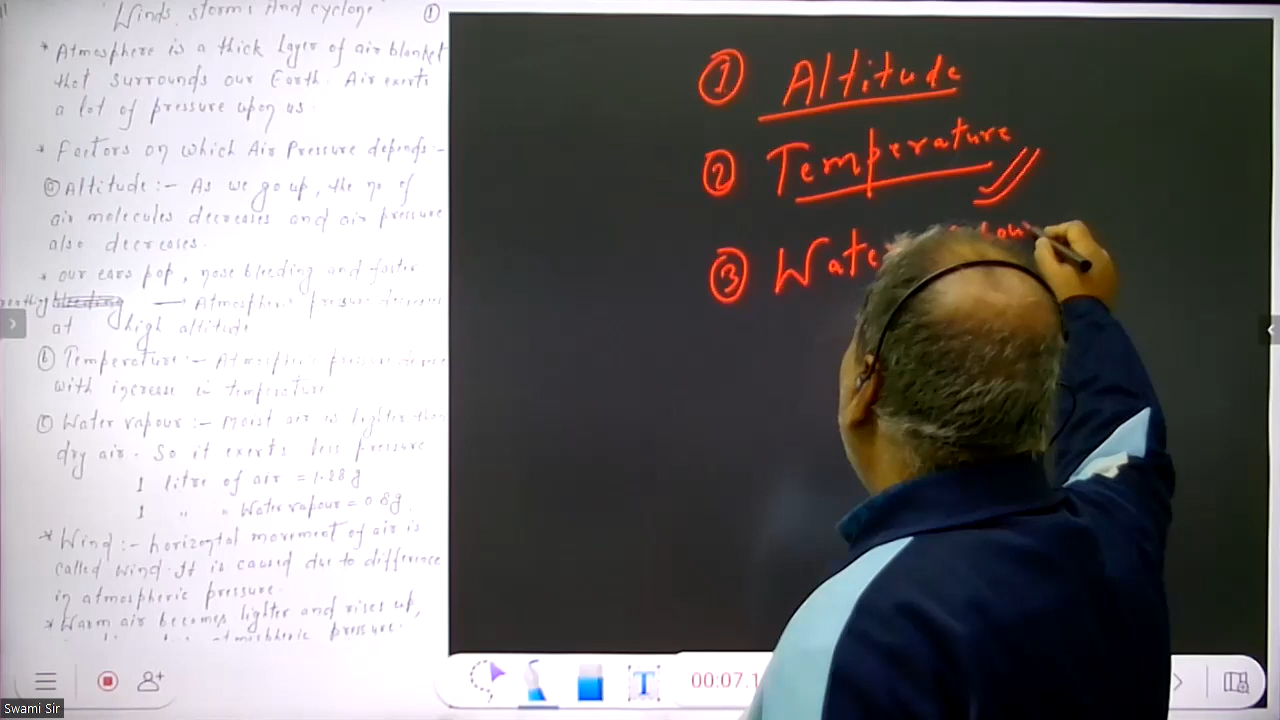 Winds, storms And cyclone
①
* Atmosphere is a thick layer of air blanket
that surrounds our Earth. Air exerts
a lot of pressure upon us.
* Factors on which Air Pressure depends:-
ⓐ Altitude :- As we go up, the no of
air molecules decreases and air pressure
also decreases.
* our ears pop, nose bleeding and faster
→ Atmospheric pressure decreases
at high altitude
ⓑ Temperature :- Atmospheric pressure
with increase in temperature
ⓒ Water vapour :- Moist air is lighter than
dry air. So it exerts less pressure
1 litre of air = 1.28 g
1 " " Water vapour = 0.8g.
* Wind :- horizontal movement of air is
called wind. It is caused due to difference
in atmospheric pressure.
* Warm air becomes lighter and rises up,
atmospheric pressure.
① Altitude
② Temperature
③ Water
T
00:07.1
Swami Sir